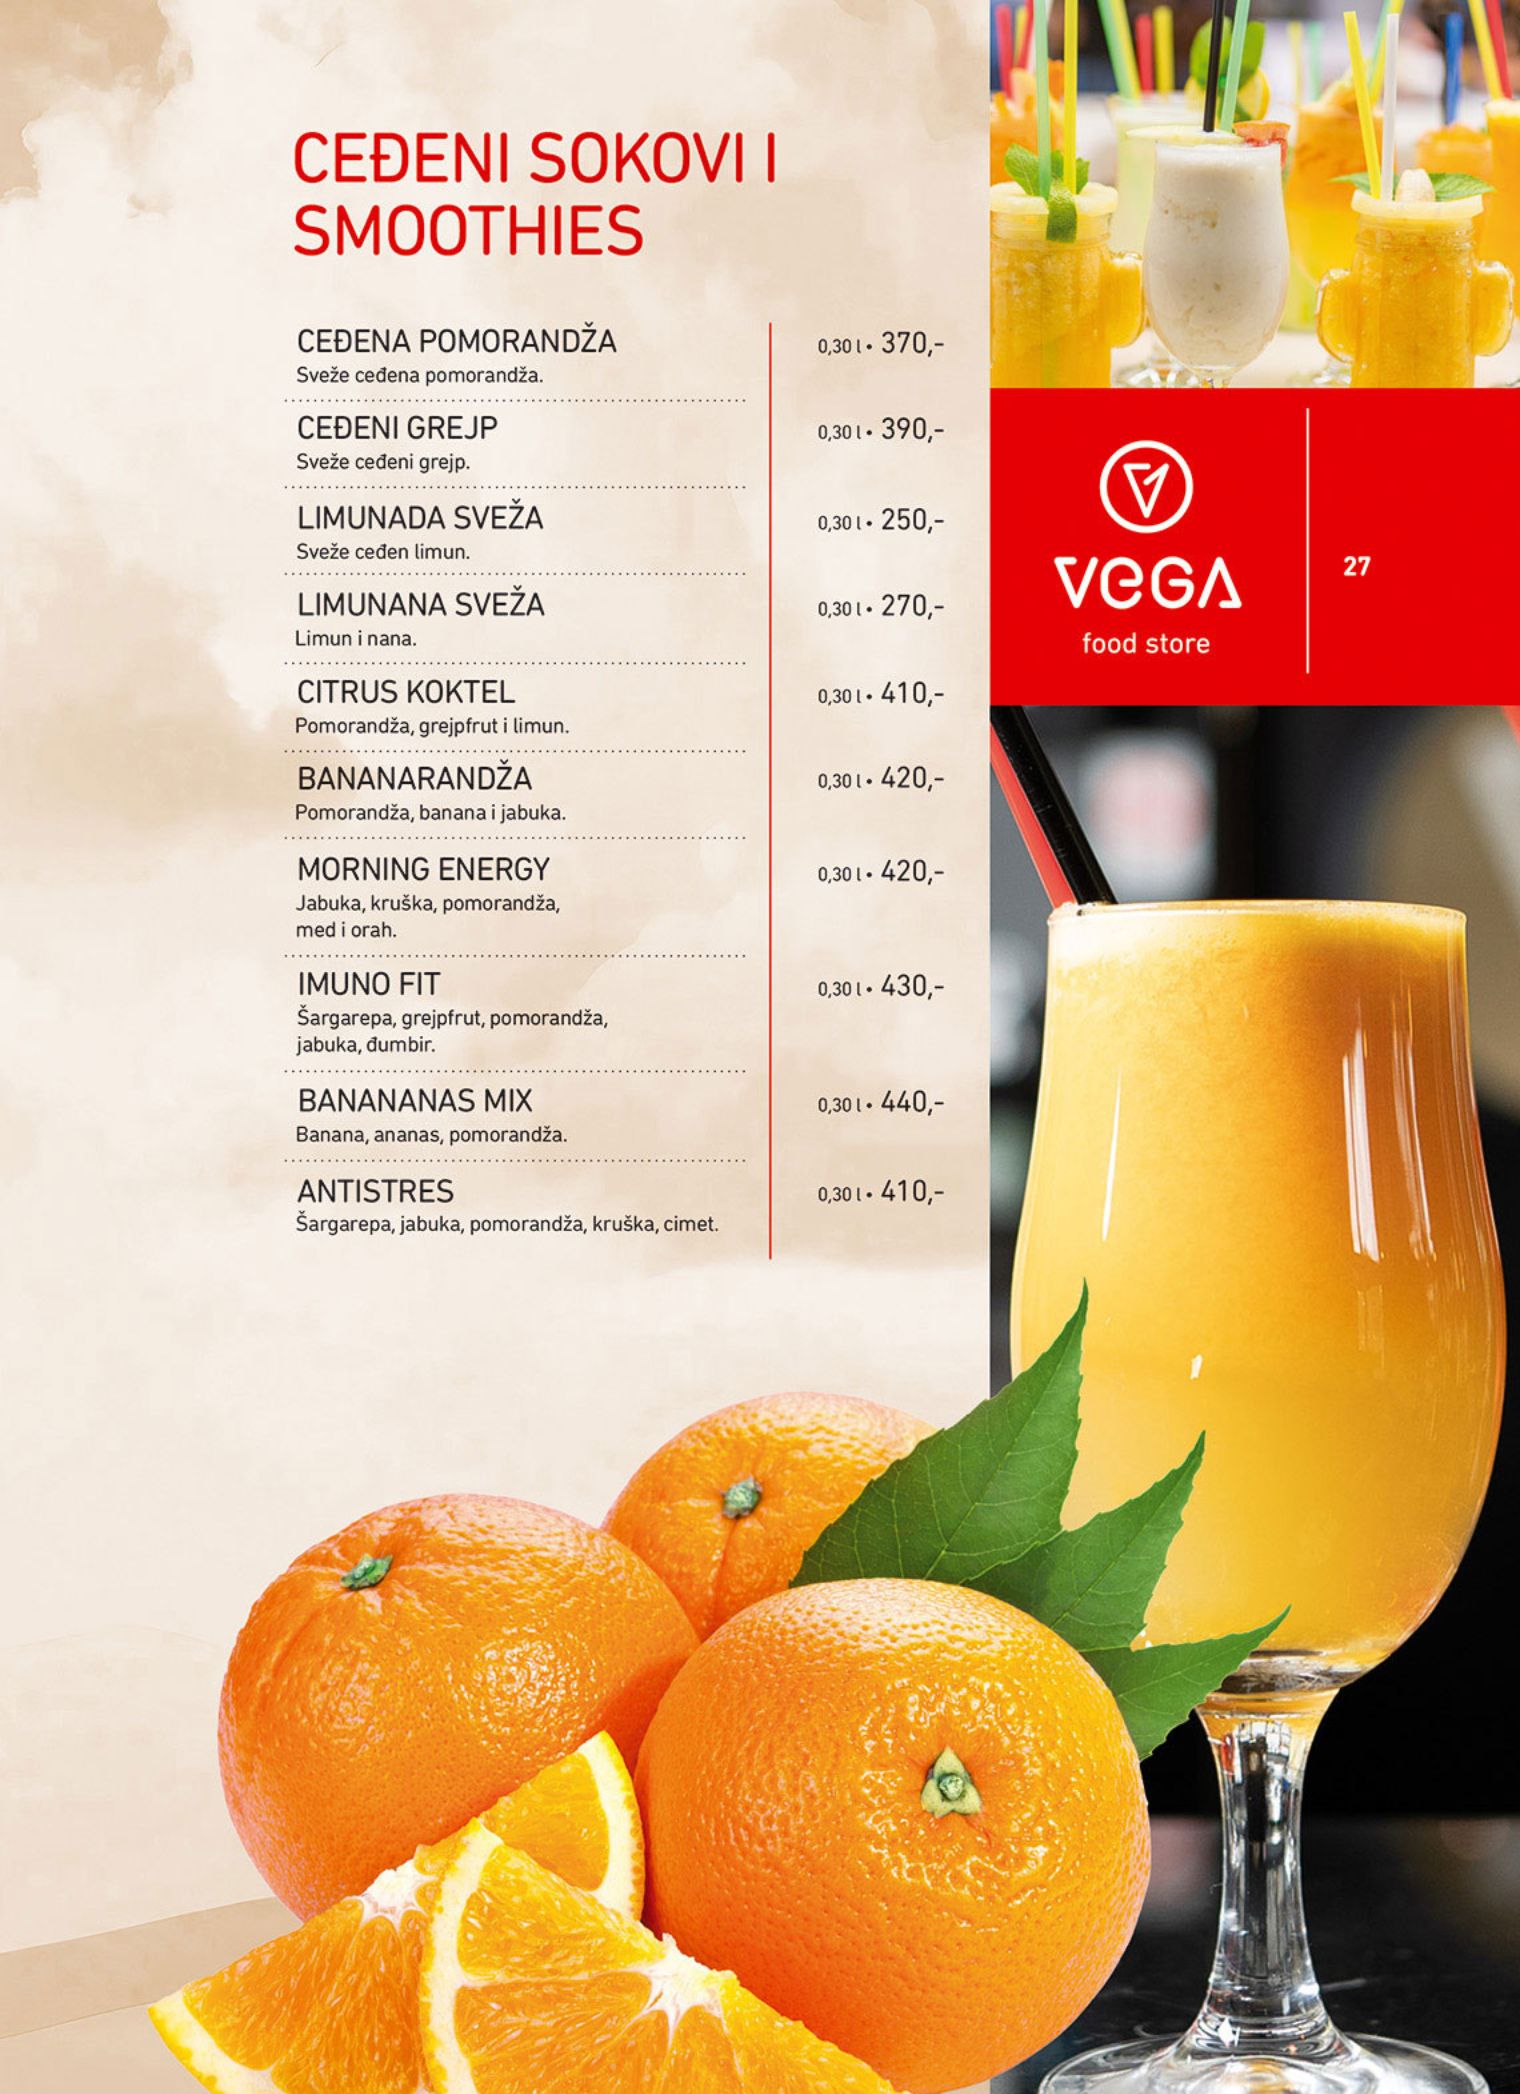 CEĐENI SOKOVI I
SMOOTHIES
CEĐENA POMORANDŽA
0,30 l • 370,-
Sveže ceđena pomorandža.
CEĐENI GREJP
0,30 l • 390,-
Sveže ceđeni grejp.
LIMUNADA SVEŽA
0,30 l • 250,-
Sveže ceđen limun.
LIMUNANA SVEŽA
0,30 l • 270,-
Limun i nana.
CITRUS KOKTEL
0,30 l • 410,-
Pomorandža, grejpfrut i limun.
BANANARANDŽA
0,30 l • 420,-
Pomorandža, banana i jabuka.
MORNING ENERGY
0,30 l • 420,-
Jabuka, kruška, pomorandža,
med i orah.
IMUNO FIT
0,30 l • 430,-
Šargarepa, grejpfrut, pomorandža,
jabuka, đumbir.
BANANANAS MIX
0,30 l • 440,-
Banana, ananas, pomorandža.
ANTISTRES
0,30 l • 410,-
Šargarepa, jabuka, pomorandža, kruška, cimet.
VEGA
food store
27